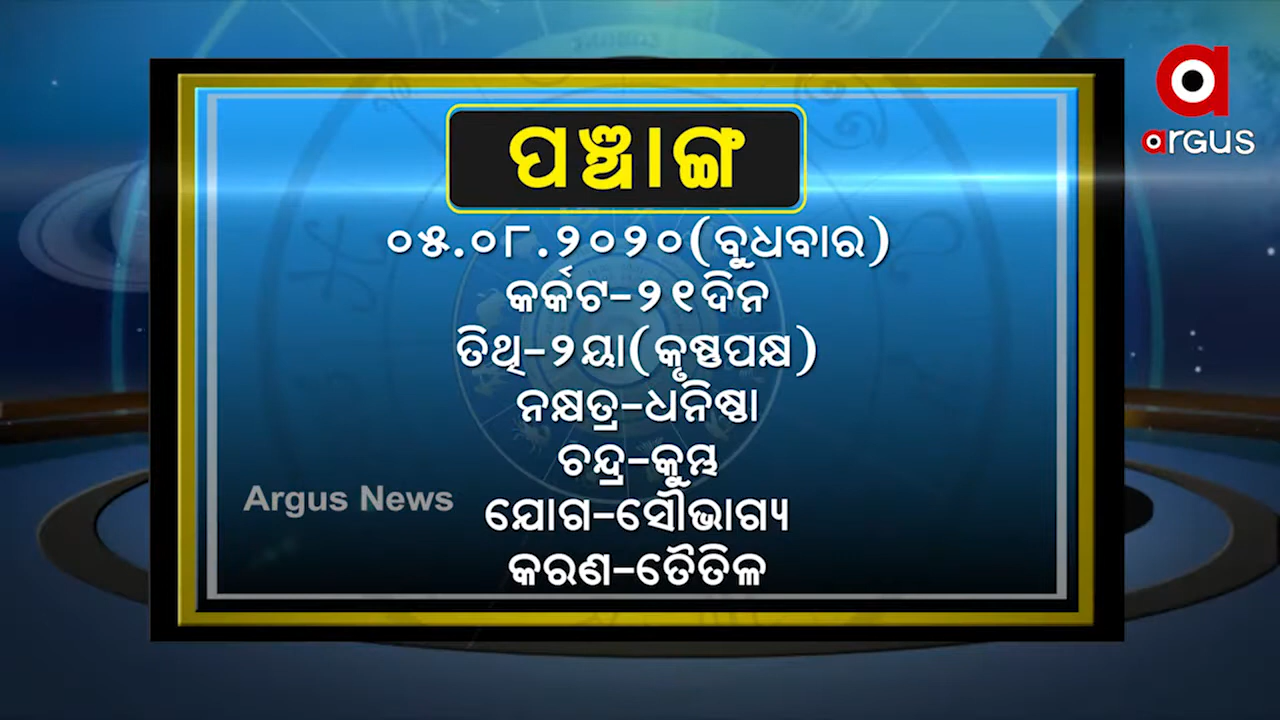 ପଞ୍ଚାଙ୍ଗ
argus
୦୫.୦୮.୨୦୨୦(ବୁଧବାର)
କର୍କଟ-୨୧ଦିନ
ତିଥି-୨ୟା(କୃଷ୍ଣପକ୍ଷ)
ନକ୍ଷତ୍ର-ଧନିଷ୍ଠା
ଚନ୍ଦ୍ର-କୁମ୍ଭ
Argus News
ଯୋଗ-ସୌଭାଗ୍ୟ
କରଣ-ତୈତିଳ